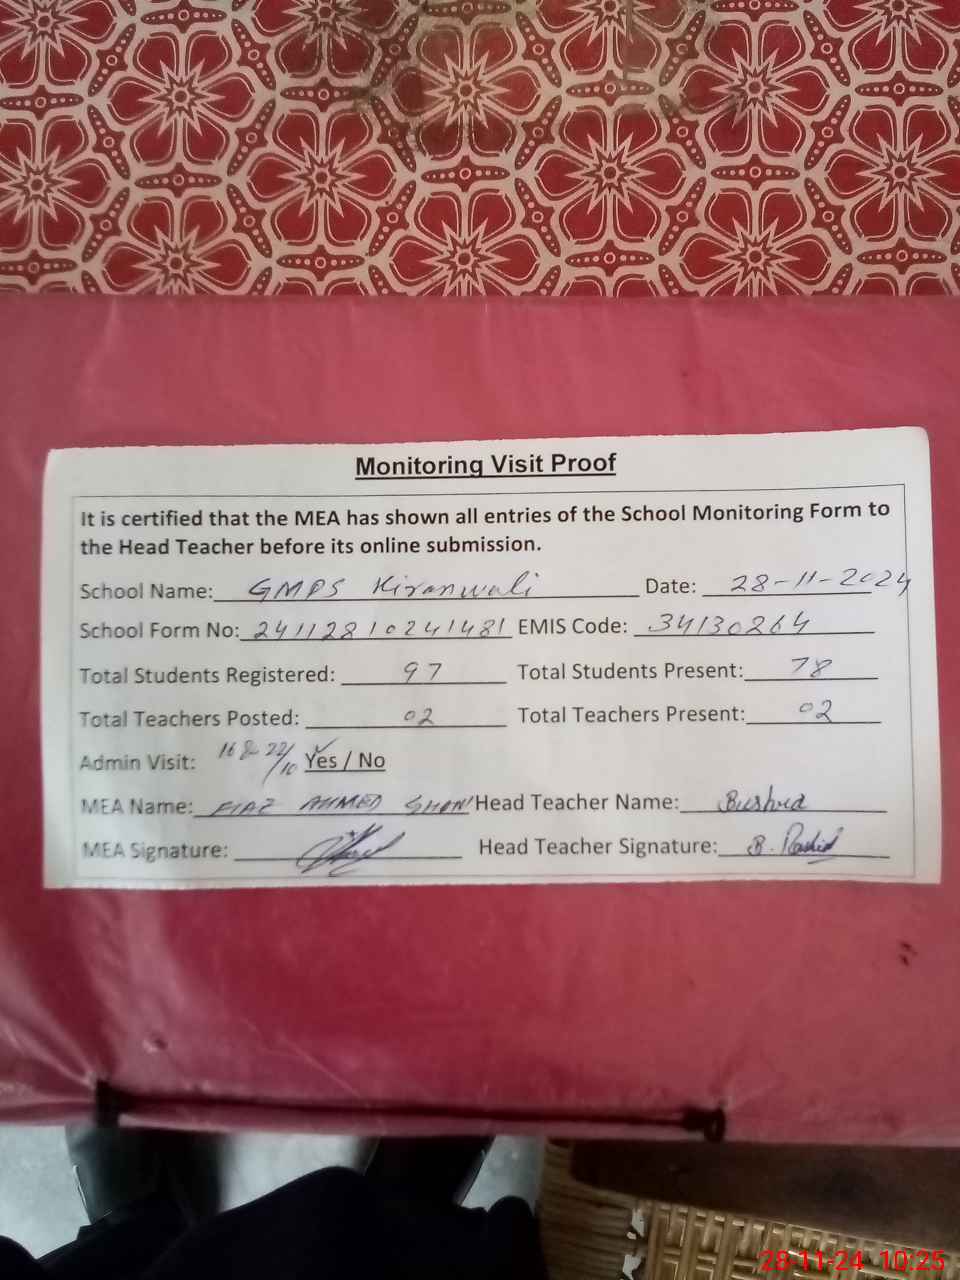 Monitoring Visit Proof
It is certified that the MEA has shown all entries of the School Monitoring Form to
the Head Teacher before its online submission.
School Name: GMPS Kiranwali Date: 28-11-2024
School Form No: 24112810241481 EMIS Code: 34130264
Total Students Registered: 97 Total Students Present: 78
Total Teachers Posted: 02 Total Teachers Present: 02
Admin Visit: 16 & 22/10 Yes / No
MEA Name: FIAZ AHMED Head Teacher Name: Bushra
MEA Signature: Head Teacher Signature: B. Rashid
28-11-24 10:25